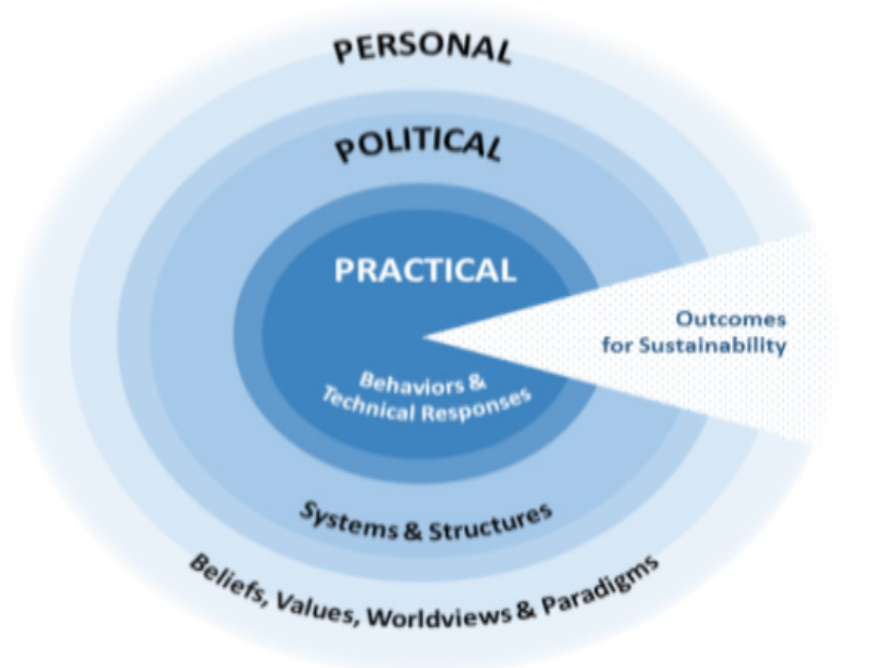 PERSONAL
POLITICAL
PRACTICAL
Outcomes
for Sustainability
Behaviors &
Technical Responses
Systems & Structures
Beliefs, Values, Worldviews & Paradigms